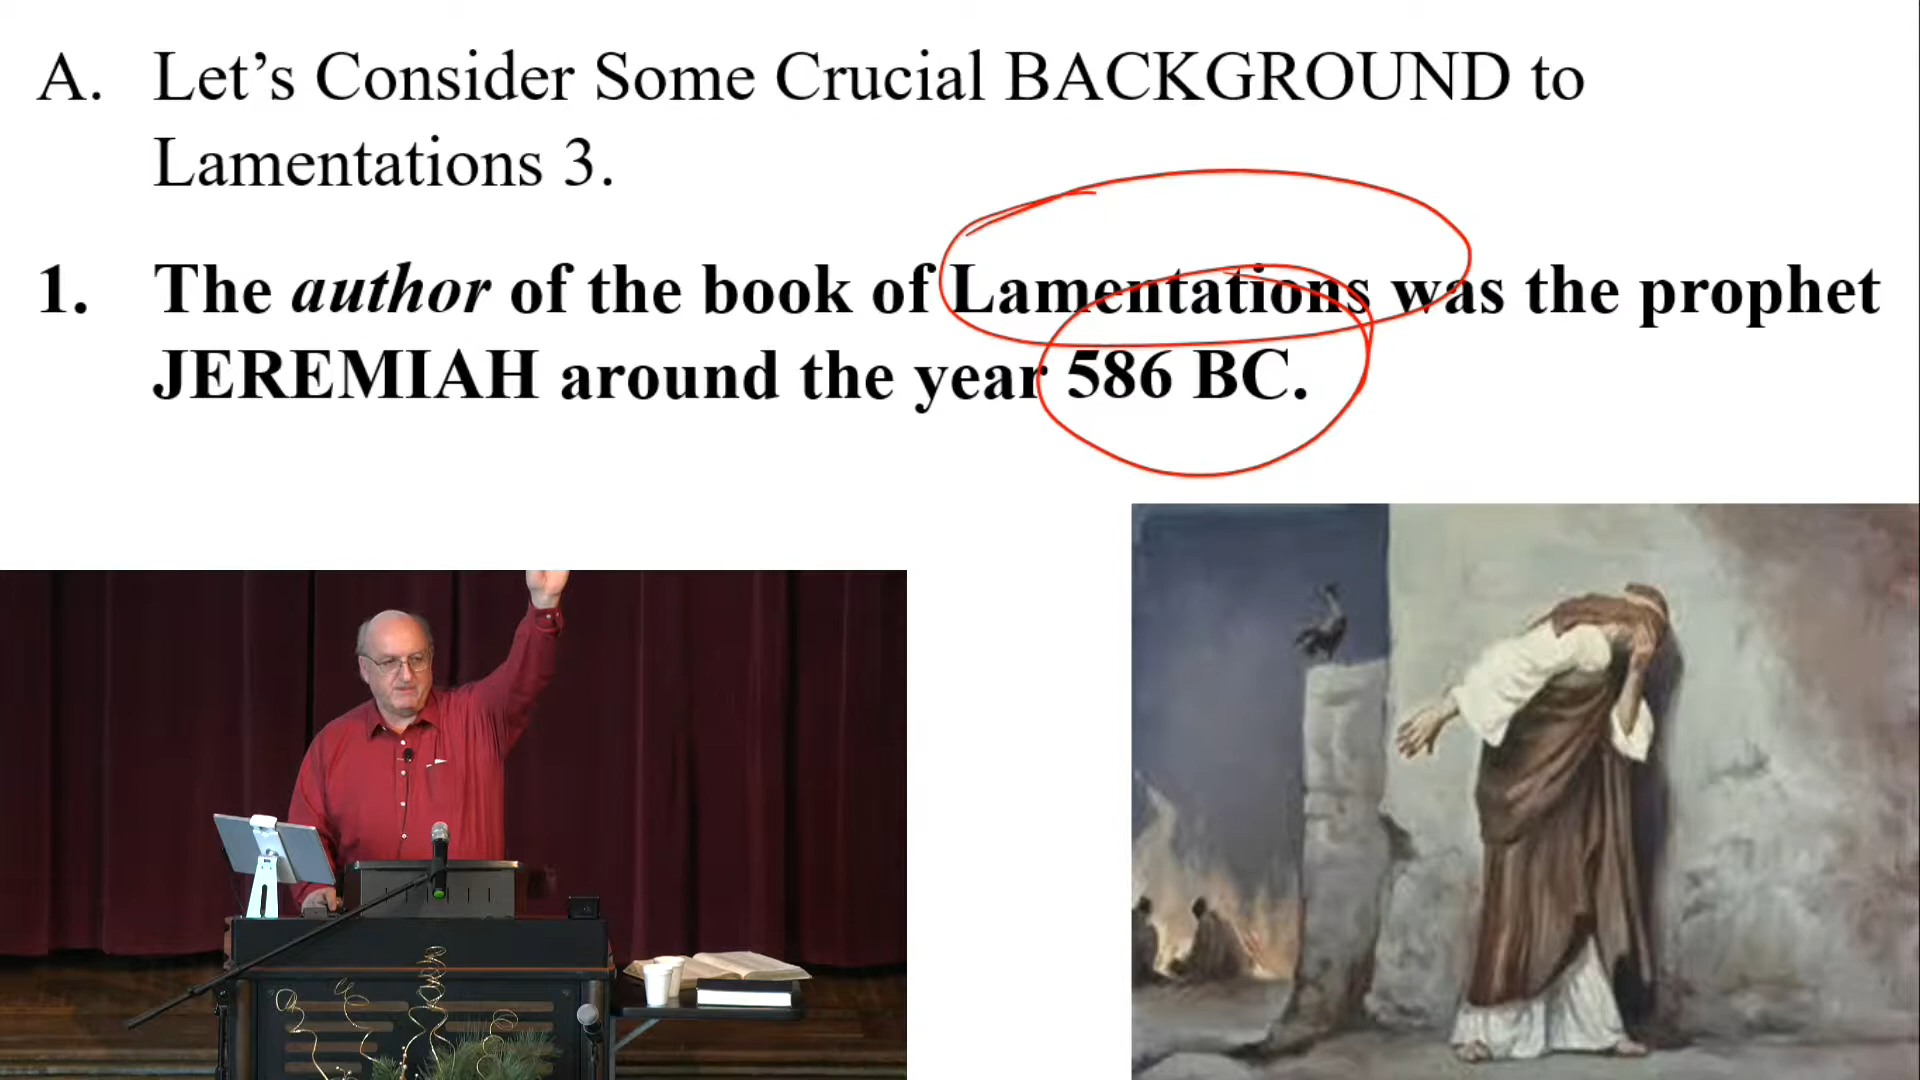 A. Let’s Consider Some Crucial BACKGROUND to
Lamentations 3.
1. The author of the book of Lamentations was the prophet
JEREMIAH around the year 586 BC.